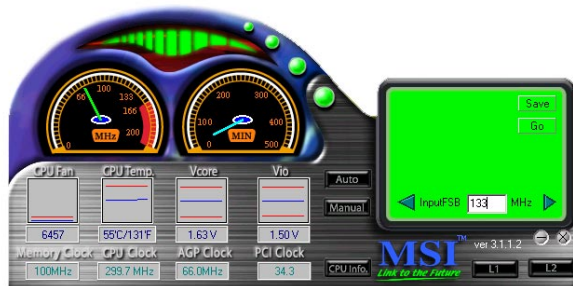 66 100 133 166 200 0
MHz
0 100 200 300 400 500
MIN
Save
Go
InputFSB 133 MHz
CPU Fan CPU Temp. Vcore Vio
6457 55'C/131'F 1.63 V 1.50 V
Auto
Manual
Memory Clock CPU Clock AGP Clock PCI Clock
100MHz 299.7 MHz 66.0MHz 34.3
CPU Info.
MSI™
Link to the Future
ver 3.1.1.2
L1 L2